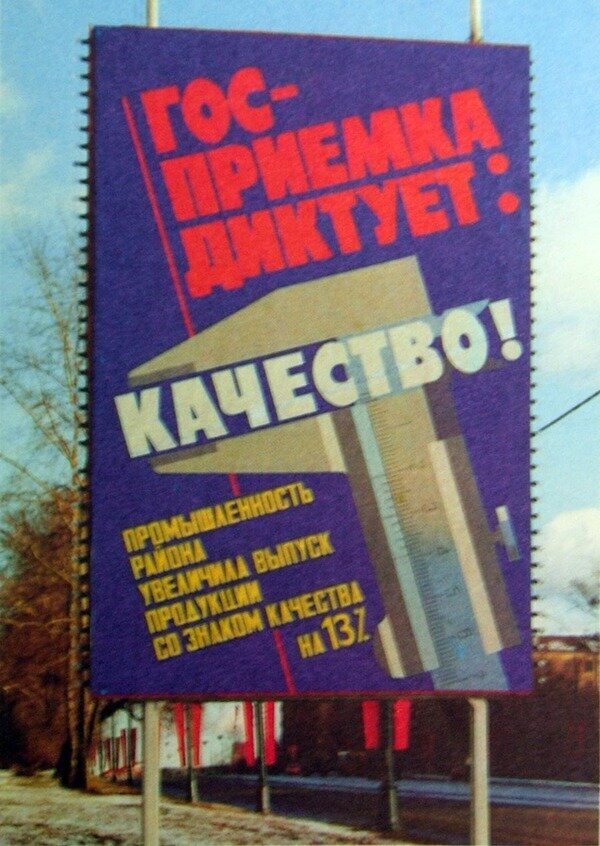 ГОС-
ПРИЕМКА
ДИКТУЕТ:
КАЧЕСТВО!
ПРОМЫШЛЕННОСТЬ
РАЙОНА
УВЕЛИЧИЛА ВЫПУСК
ПРОДУКЦИИ
СО ЗНАКОМ КАЧЕСТВА
НА 13%